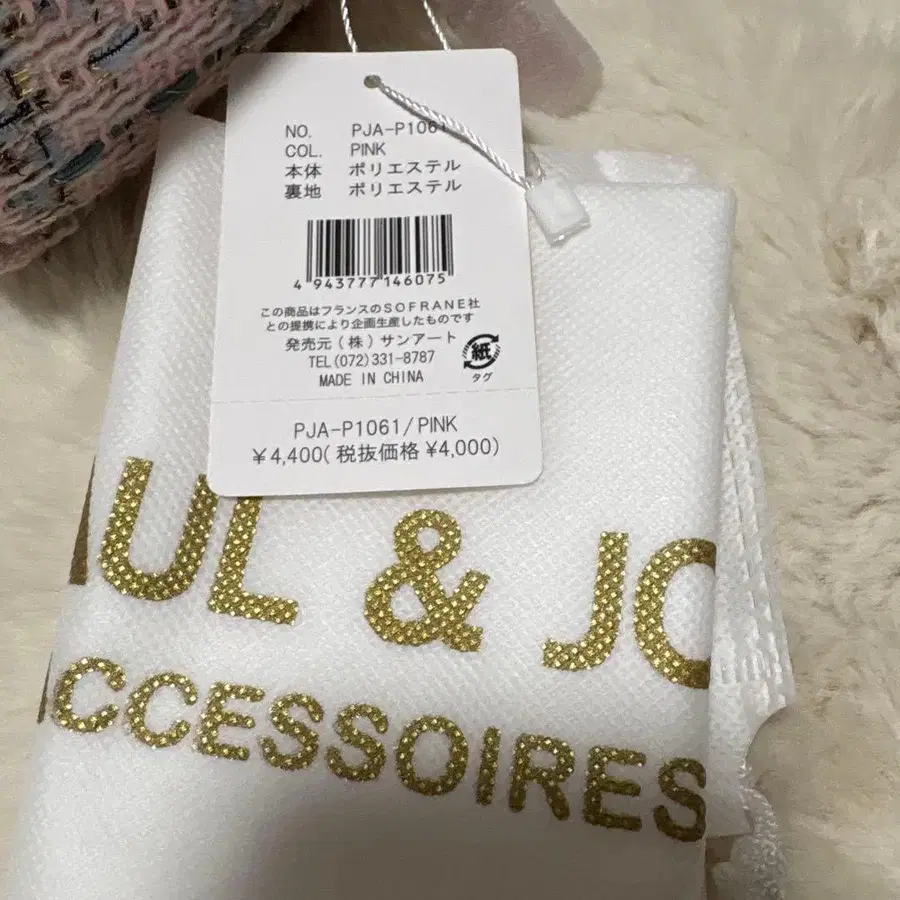 NO. PJA-P1061
COL. PINK
本体 ポリエステル
裏地 ポリエステル
4 943777 146075
この商品はフランスのSOFRANE社
との提携により企画生産したものです
発売元(株)サンアート
TEL(072)331-8787
MADE IN CHINA
紙
タグ
PJA-P1061/PINK
¥4,400(税抜価格 ¥4,000)
AUL & JO
CCESSOIRES